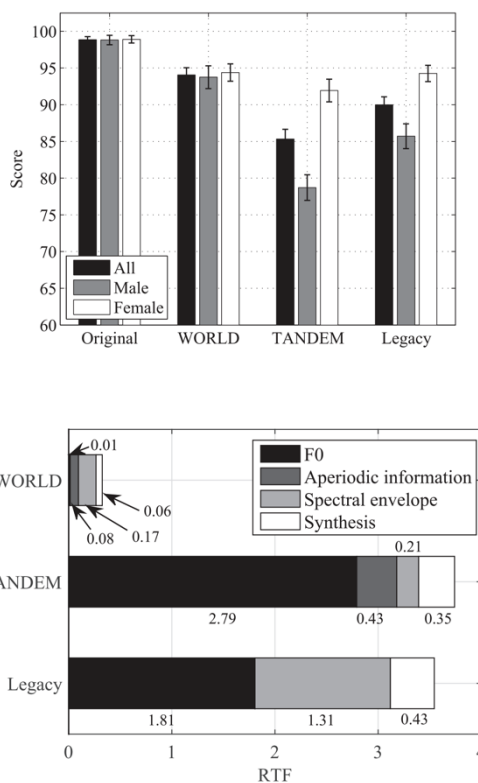 100
95
90
85
80
75
70
65
60
Score
All
Male
Female
Original WORLD TANDEM Legacy
F0
Aperiodic information
Spectral envelope
Synthesis
WORLD
0.01
0.06
0.08 0.17
ANDEM
0.21
2.79 0.43 0.35
Legacy
1.81 1.31 0.43
0 1 2 3 4
RTF